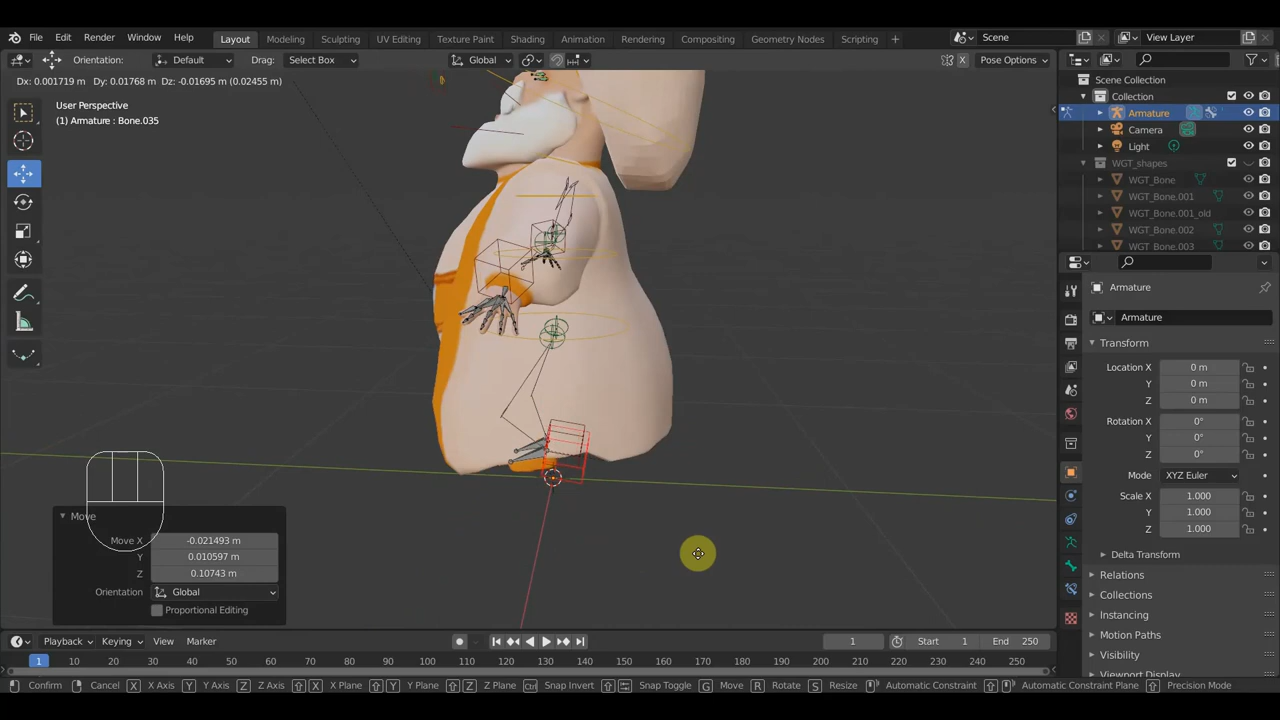 File Edit Render Window Help Layout Modeling Sculpting UV Editing Texture Paint Shading Animation Rendering Compositing Geometry Nodes Scripting + Scene View Layer
Orientation: Default Drag: Select Box Global X Pose Options
Dx: 0.001719 m Dy: 0.01768 m Dz: -0.01695 m (0.02455 m)
User Perspective
(1) Armature : Bone.035
Scene Collection
Collection
Armature
Camera
Light
WGT_shapes
WGT_Bone
WGT_Bone.001
WGT_Bone.001_old
WGT_Bone.002
WGT_Bone.003
Armature
Armature
Transform
Location X 0 m
Y 0 m
Z 0 m
Rotation X 0°
Y 0°
Z 0°
Mode XYZ Euler
Scale X 1.000
Y 1.000
Z 1.000
Delta Transform
Relations
Collections
Instancing
Motion Paths
Visibility
Viewport Display
Move
Move X -0.021493 m
Y 0.010597 m
Z 0.10743 m
Orientation Global
Proportional Editing
Playback Keying View Marker 1 Start 1 End 250
1 10 20 30 40 50 60 70 80 90 100 110 120 130 140 150 160 170 180 190 200 210 220 230 240 250
Confirm Cancel X X Axis Y Y Axis Z Z Axis X X Plane Y Y Plane Z Z Plane Ctrl Snap Invert Snap Toggle G Move R Rotate S Resize Automatic Constraint Automatic Constraint Plane Precision Mode